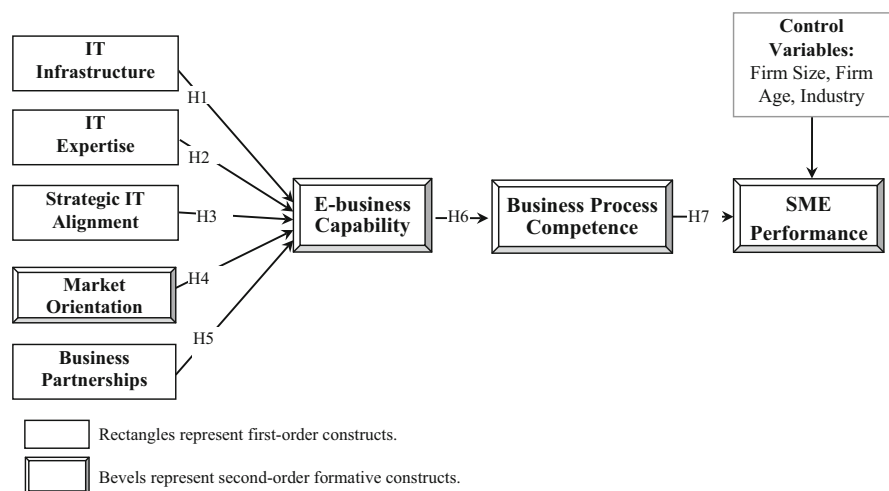 IT
Infrastructure
H1
IT
Expertise
H2
Strategic IT
Alignment
H3
Market
Orientation
H4
Business
Partnerships
H5
E-business
Capability
H6
Business Process
Competence
H7
SME
Performance
Control
Variables:
Firm Size, Firm
Age, Industry
Rectangles represent first-order constructs.
Bevels represent second-order formative constructs.